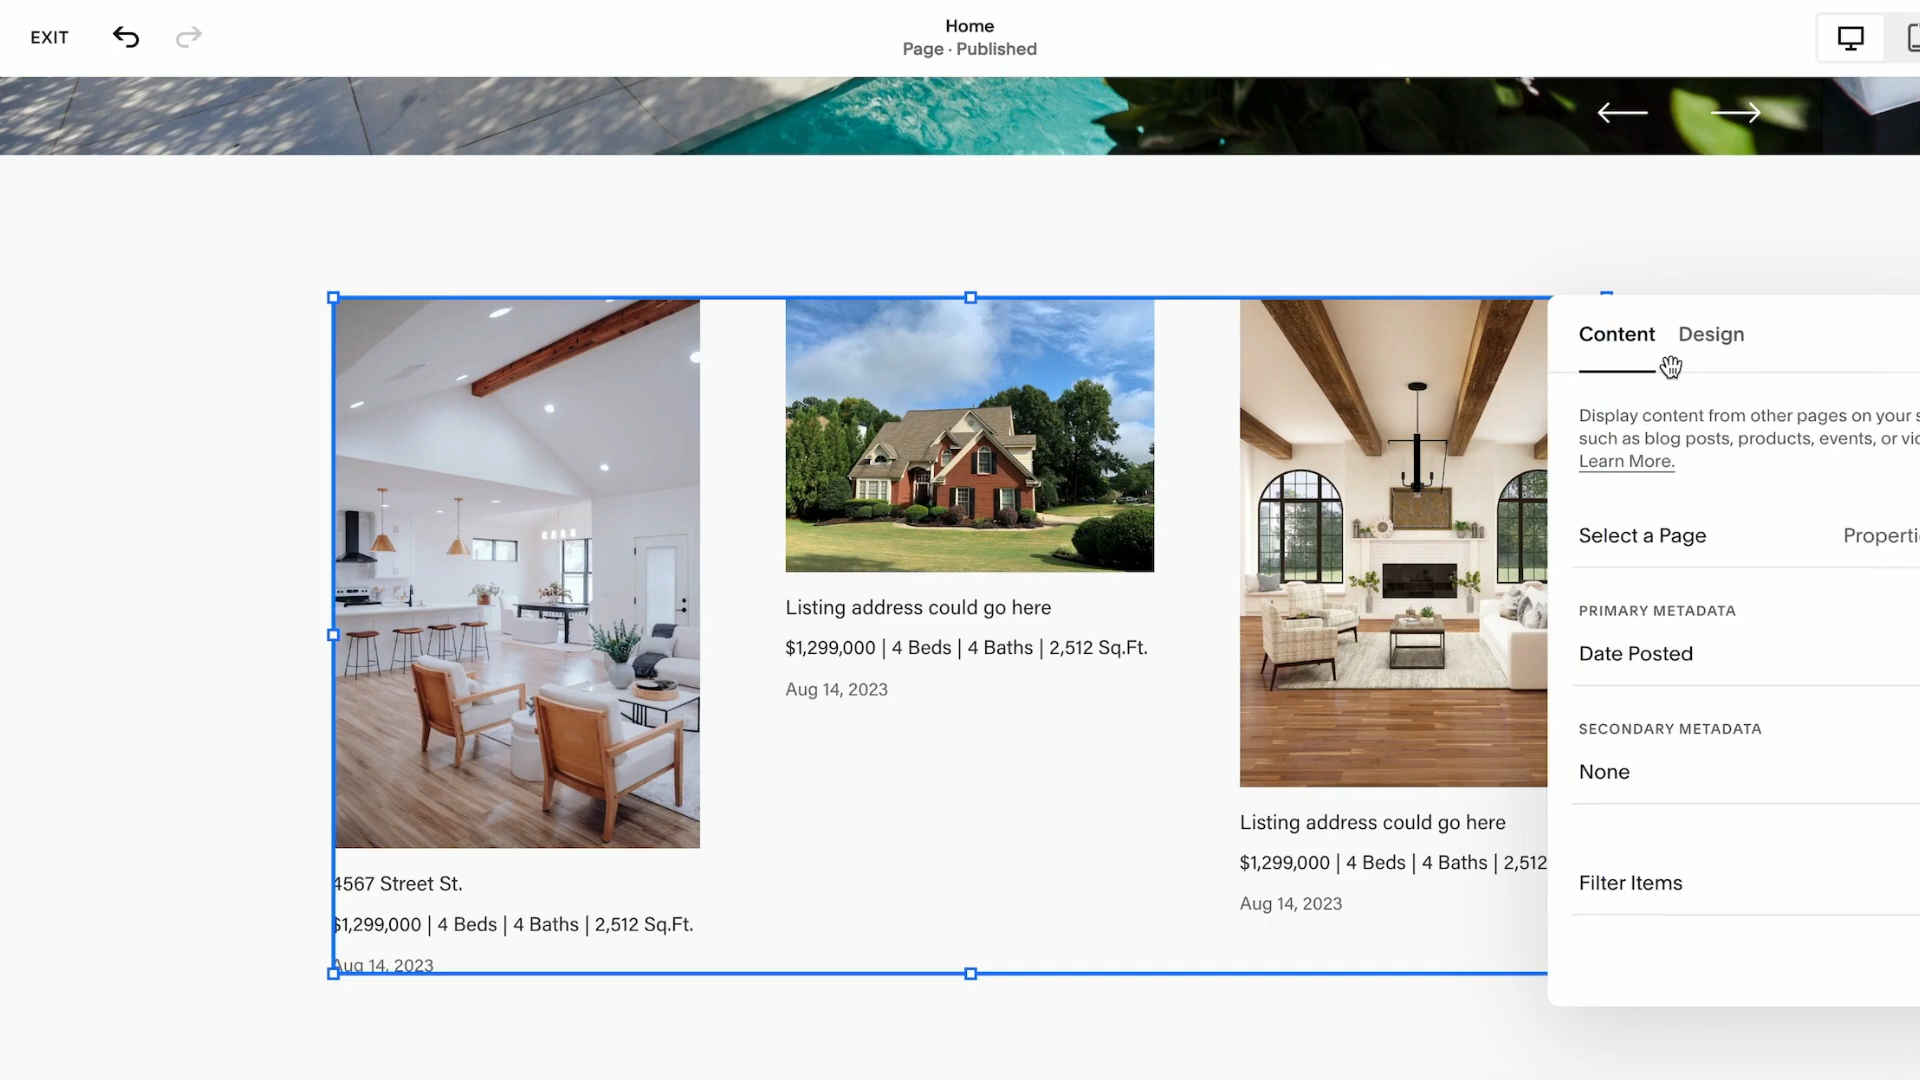 EXIT
Home
Page · Published
Content Design
Display content from other pages on your
such as blog posts, products, events, or
Learn More.
Select a Page
PRIMARY METADATA
Date Posted
SECONDARY METADATA
None
Filter Items
4567 Street St.
$1,299,000 | 4 Beds | 4 Baths | 2,512 Sq.Ft.
Aug 14, 2023
Listing address could go here
$1,299,000 | 4 Beds | 4 Baths | 2,512 Sq.Ft.
Aug 14, 2023
Listing address could go here
$1,299,000 | 4 Beds | 4 Baths | 2,512
Aug 14, 2023